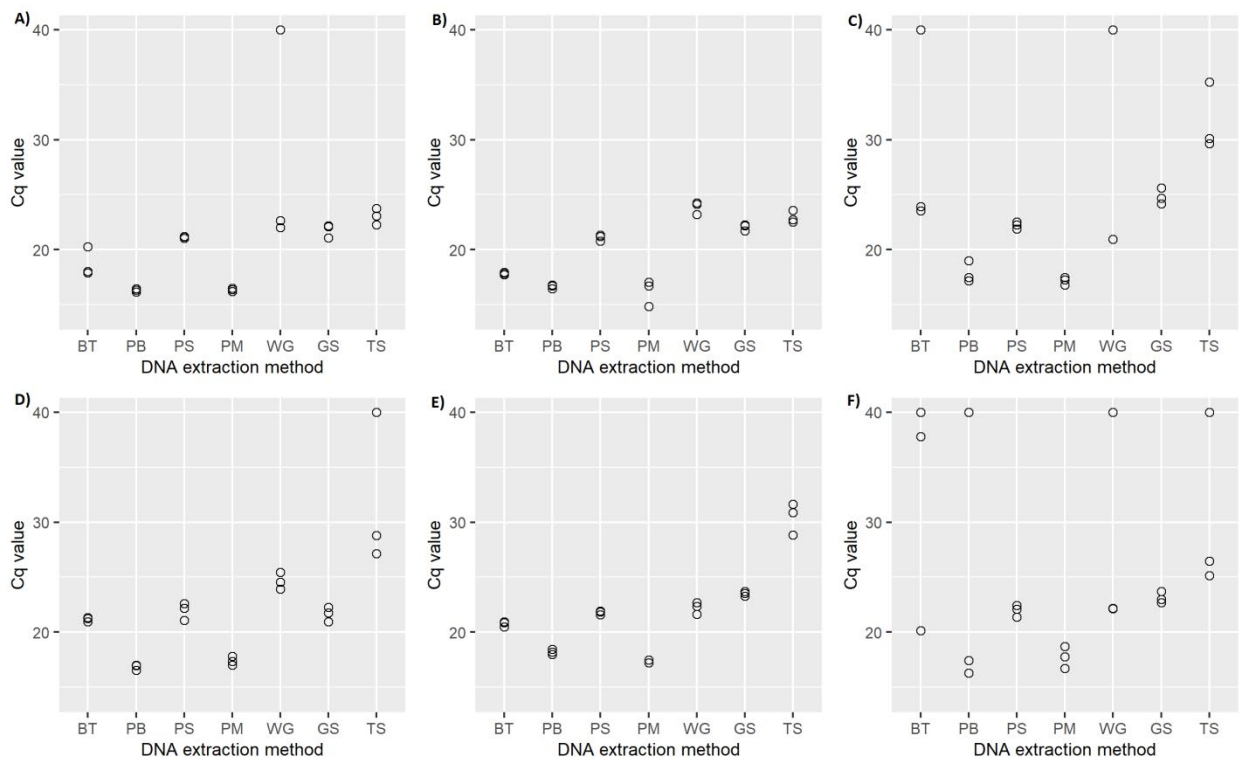 A)
40
30
20
Cq value
BT PB PS PM WG GS TS
DNA extraction method
B)
40
30
20
Cq value
BT PB PS PM WG GS TS
DNA extraction method
C)
40
30
20
Cq value
BT PB PS PM WG GS TS
DNA extraction method
D)
40
30
20
Cq value
BT PB PS PM WG GS TS
DNA extraction method
E)
40
30
20
Cq value
BT PB PS PM WG GS TS
DNA extraction method
F)
40
30
20
Cq value
BT PB PS PM WG GS TS
DNA extraction method